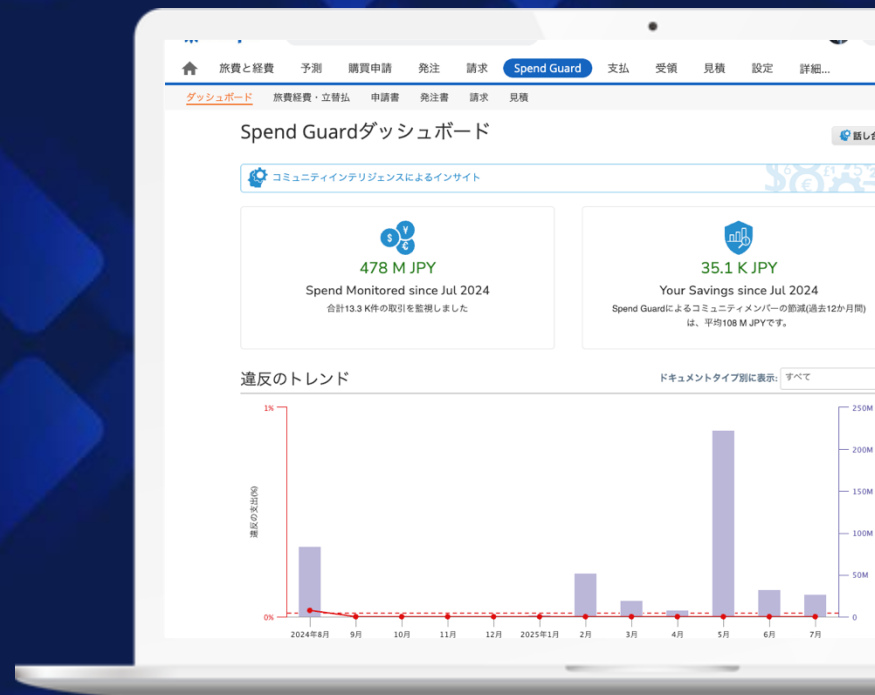 旅費と経費 予測 購買申請 発注 請求 Spend Guard 支払 受領 見積 設定 詳細...
ダッシュボード 旅費経費・立替払 申請書 発注書 請求 見積
Spend Guardダッシュボード
話し合
コミュニティインテリジェンスによるインサイト
478 M JPY
Spend Monitored since Jul 2024
合計13.3 K件の取引を監視しました
35.1 K JPY
Your Savings since Jul 2024
Spend Guardによるコミュニティメンバーの節減(過去12か月間)
は、平均108 M JPYです。
違反のトレンド
ドキュメントタイプ別に表示: すべて
1%
0%
違反の支出(%)
250M
200M
150M
100M
50M
0
2024年8月 9月 10月 11月 12月 2025年1月 2月 3月 4月 5月 6月 7月